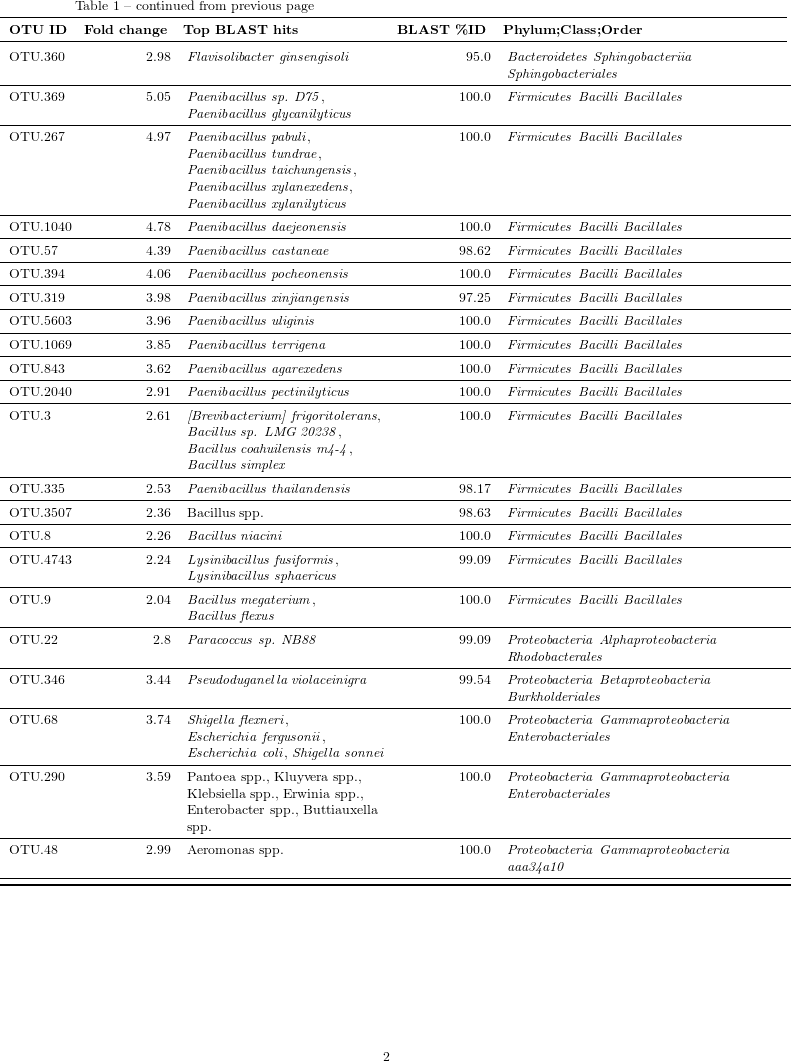 Table 1 – continued from previous page
OTU ID Fold change Top BLAST hits BLAST %ID Phylum;Class;Order
OTU.360 2.98 Flavisolibacter ginsengisoli 95.0 Bacteroidetes Sphingobacteriia
Sphingobacteriales
OTU.369 5.05 Paenibacillus sp. D75, 100.0 Firmicutes Bacilli Bacillales
Paenibacillus glycanilyticus
OTU.267 4.97 Paenibacillus pabuli, 100.0 Firmicutes Bacilli Bacillales
Paenibacillus tundrae,
Paenibacillus taichungensis,
Paenibacillus xylanexedens,
Paenibacillus xylanilyticus
OTU.1040 4.78 Paenibacillus daejeonensis 100.0 Firmicutes Bacilli Bacillales
OTU.57 4.39 Paenibacillus castaneae 98.62 Firmicutes Bacilli Bacillales
OTU.394 4.06 Paenibacillus pocheonensis 100.0 Firmicutes Bacilli Bacillales
OTU.319 3.98 Paenibacillus xinjiangensis 97.25 Firmicutes Bacilli Bacillales
OTU.5603 3.96 Paenibacillus uliginis 100.0 Firmicutes Bacilli Bacillales
OTU.1069 3.85 Paenibacillus terrigena 100.0 Firmicutes Bacilli Bacillales
OTU.843 3.62 Paenibacillus agarexedens 100.0 Firmicutes Bacilli Bacillales
OTU.2040 2.91 Paenibacillus pectinilyticus 100.0 Firmicutes Bacilli Bacillales
OTU.3 2.61 [Brevibacterium] frigoritolerans, 100.0 Firmicutes Bacilli Bacillales
Bacillus sp. LMG 20238,
Bacillus coahuilensis m4-4,
Bacillus simplex
OTU.335 2.53 Paenibacillus thailandensis 98.17 Firmicutes Bacilli Bacillales
OTU.3507 2.36 Bacillus spp. 98.63 Firmicutes Bacilli Bacillales
OTU.8 2.26 Bacillus niacini 100.0 Firmicutes Bacilli Bacillales
OTU.4743 2.24 Lysinibacillus fusiformis, 99.09 Firmicutes Bacilli Bacillales
Lysinibacillus sphaericus
OTU.9 2.04 Bacillus megaterium, 100.0 Firmicutes Bacilli Bacillales
Bacillus flexus
OTU.22 2.8 Paracoccus sp. NB88 99.09 Proteobacteria Alphaproteobacteria
Rhodobacterales
OTU.346 3.44 Pseudoduganella violaceinigra 99.54 Proteobacteria Betaproteobacteria
Burkholderiales
OTU.68 3.74 Shigella flexneri, 100.0 Proteobacteria Gammaproteobacteria
Escherichia fergusonii, Enterobacteriales
Escherichia coli, Shigella sonnei
OTU.290 3.59 Pantoea spp., Kluyvera spp., 100.0 Proteobacteria Gammaproteobacteria
Klebsiella spp., Erwinia spp., Enterobacteriales
Enterobacter spp., Buttiauxella
spp.
OTU.48 2.99 Aeromonas spp. 100.0 Proteobacteria Gammaproteobacteria
aaa34a10
2